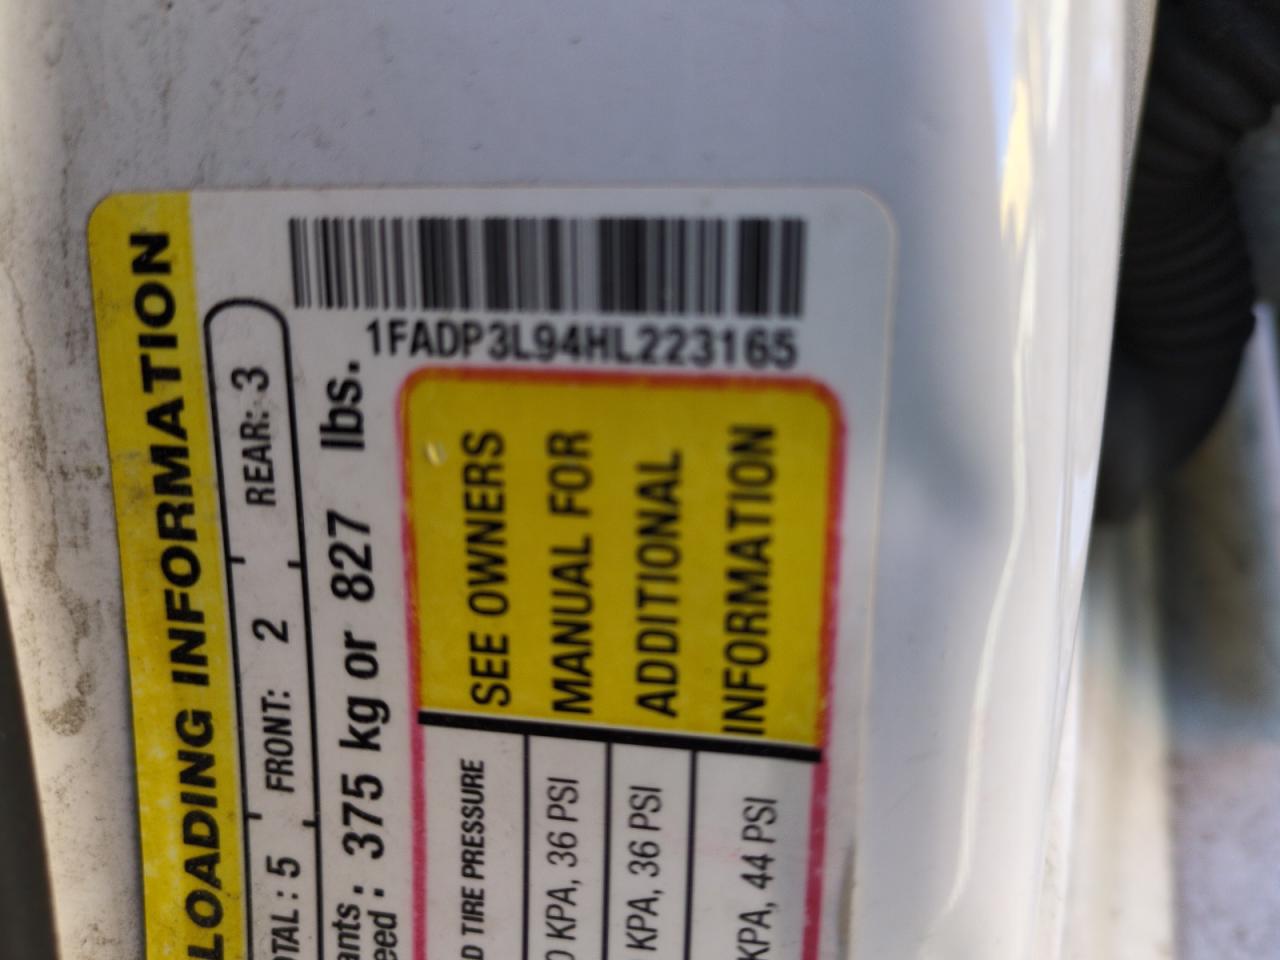 1FADP3L94HL223165
LOADING INFORMATION
OTAL : 5 FRONT: 2 REAR: 3
ants
eed : 375 kg or 827 lbs.
SEE OWNERS
MANUAL FOR
ADDITIONAL
INFORMATION
D TIRE PRESSURE
0 KPA, 36 PSI
KPA, 36 PSI
KPA, 44 PSI